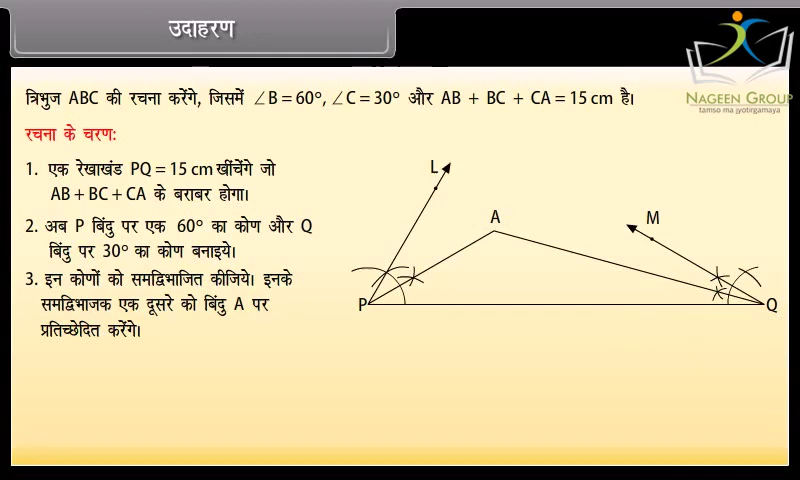 उदाहरण
NAGEEN GROUP
tamso ma jyotirgamaya
त्रिभुज ABC की रचना करेंगे, जिसमें ∠B = 60°, ∠C = 30° और AB + BC + CA = 15 cm है।
रचना के चरणः
1. एक रेखाखंड PQ = 15 cm खींचेंगे जो
AB + BC + CA के बराबर होगा।
2. अब P बिंदु पर एक 60° का कोण और Q
बिंदु पर 30° का कोण बनाइये।
3. इन कोणों को समद्विभाजित कीजिये। इनके
समद्विभाजक एक दूसरे को बिंदु A पर
प्रतिच्छेदित करेंगे।
L
A
M
P
Q